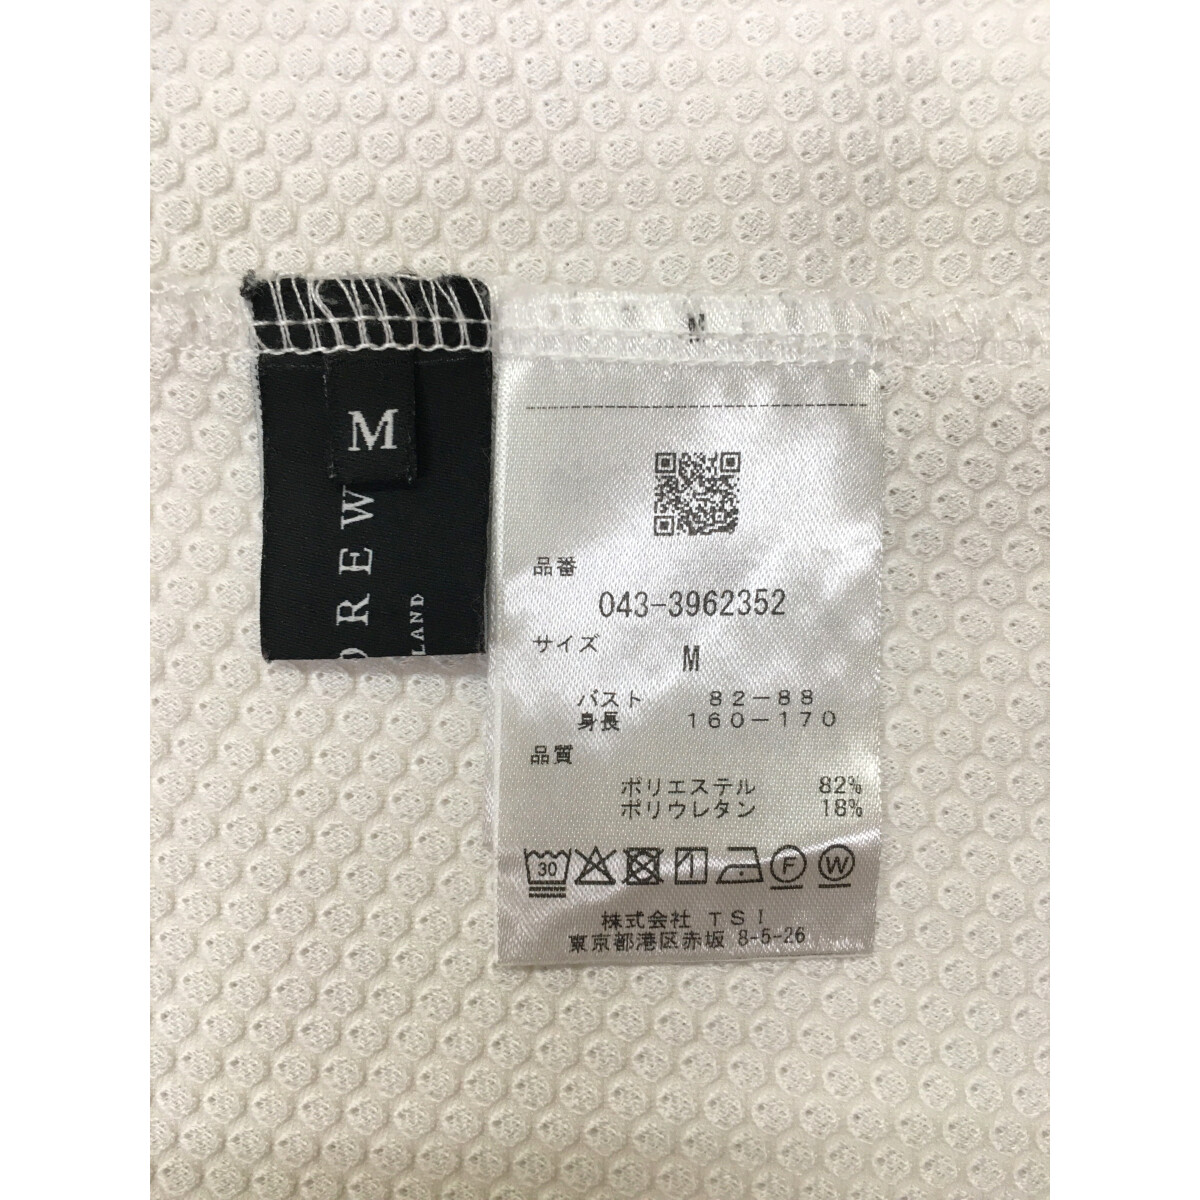 M
DREW
LAND
M
品番
043-3962352
サイズ
M
バスト 82-88
身長 160-170
品質
ポリエステル 82%
ポリウレタン 18%
30 F W
株式会社 TSI
東京都港区赤坂 8-5-26